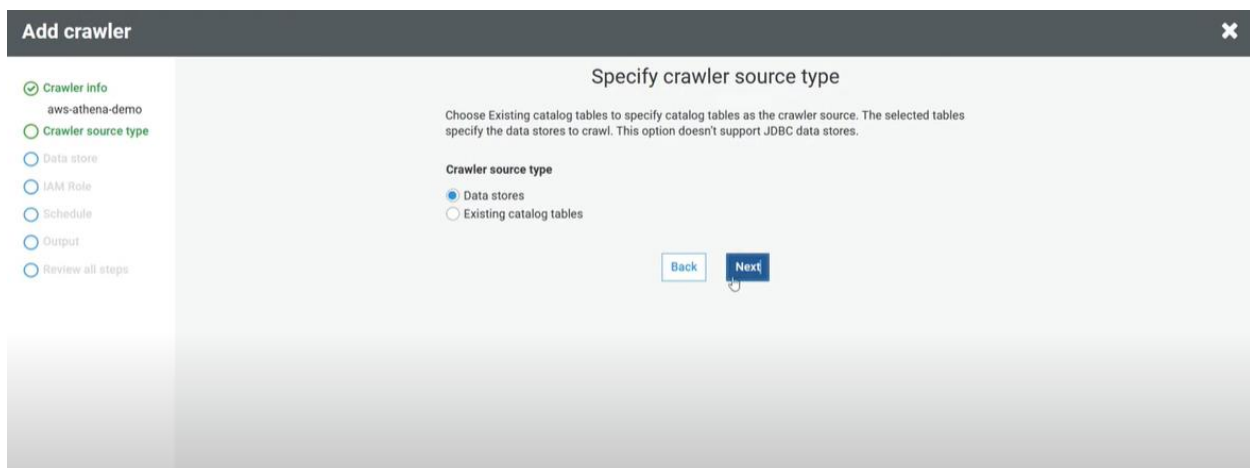 Add crawler
Crawler info
aws-athena-demo
Crawler source type
Data store
IAM Role
Schedule
Output
Review all steps
Specify crawler source type
Choose Existing catalog tables to specify catalog tables as the crawler source. The selected tables
specify the data stores to crawl. This option doesn't support JDBC data stores.
Crawler source type
Data stores
Existing catalog tables
Back
Next